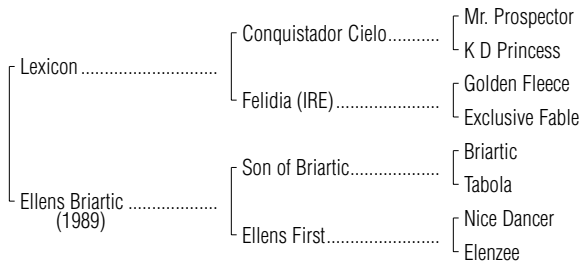 Mr. Prospector
Conquistador Cielo...........
K D Princess
Lexicon .............................
Golden Fleece
Felidia (IRE)......................
Exclusive Fable
Briartic
Son of Briartic...................
Tabola
Ellens Briartic ...................
(1989)
Nice Dancer
Ellens First........................
Elenzee